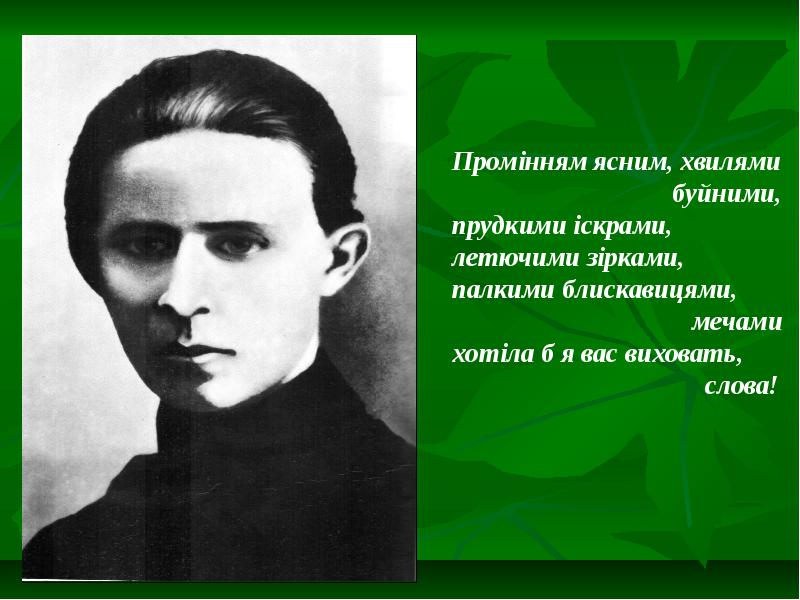 Промінням ясним, хвилями
буйними,
прудкими іскрами,
летючими зірками,
палкими блискавицями,
мечами
хотіла б я вас виховать,
слова!